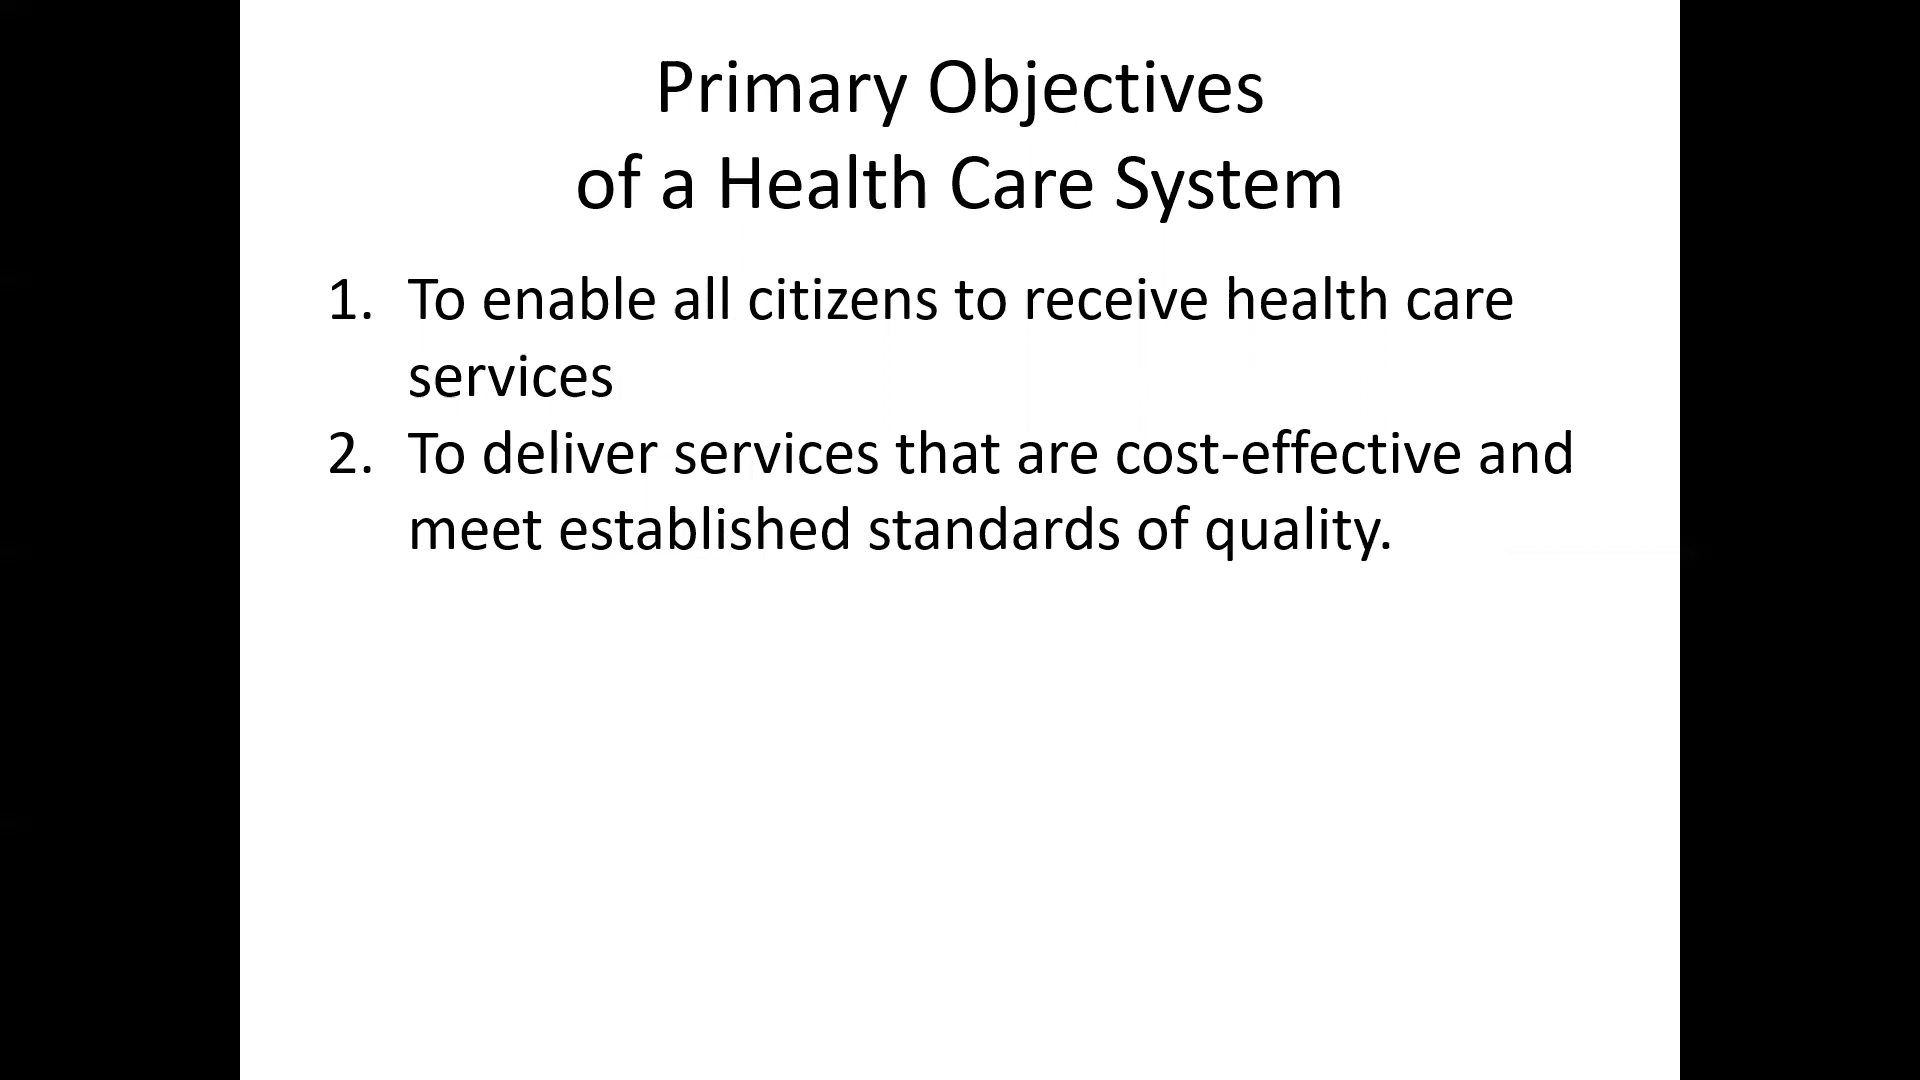 Primary Objectives
of a Health Care System
1. To enable all citizens to receive health care
services
2. To deliver services that are cost-effective and
meet established standards of quality.